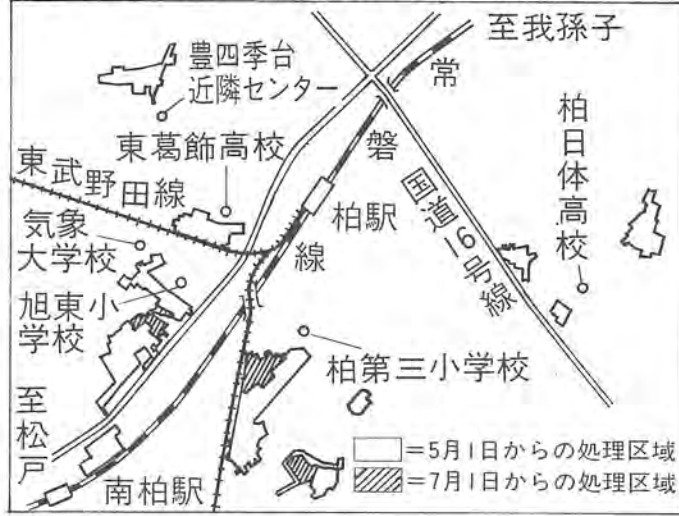 至我孫子
豊四季台
近隣センター
常磐線
柏日体高校
東葛飾高校
東武野田線
柏駅
国道16号線
気象
大学校
旭東小
学校
柏第三小学校
至松戸
南柏駅
=5月1日からの処理区域
=7月1日からの処理区域